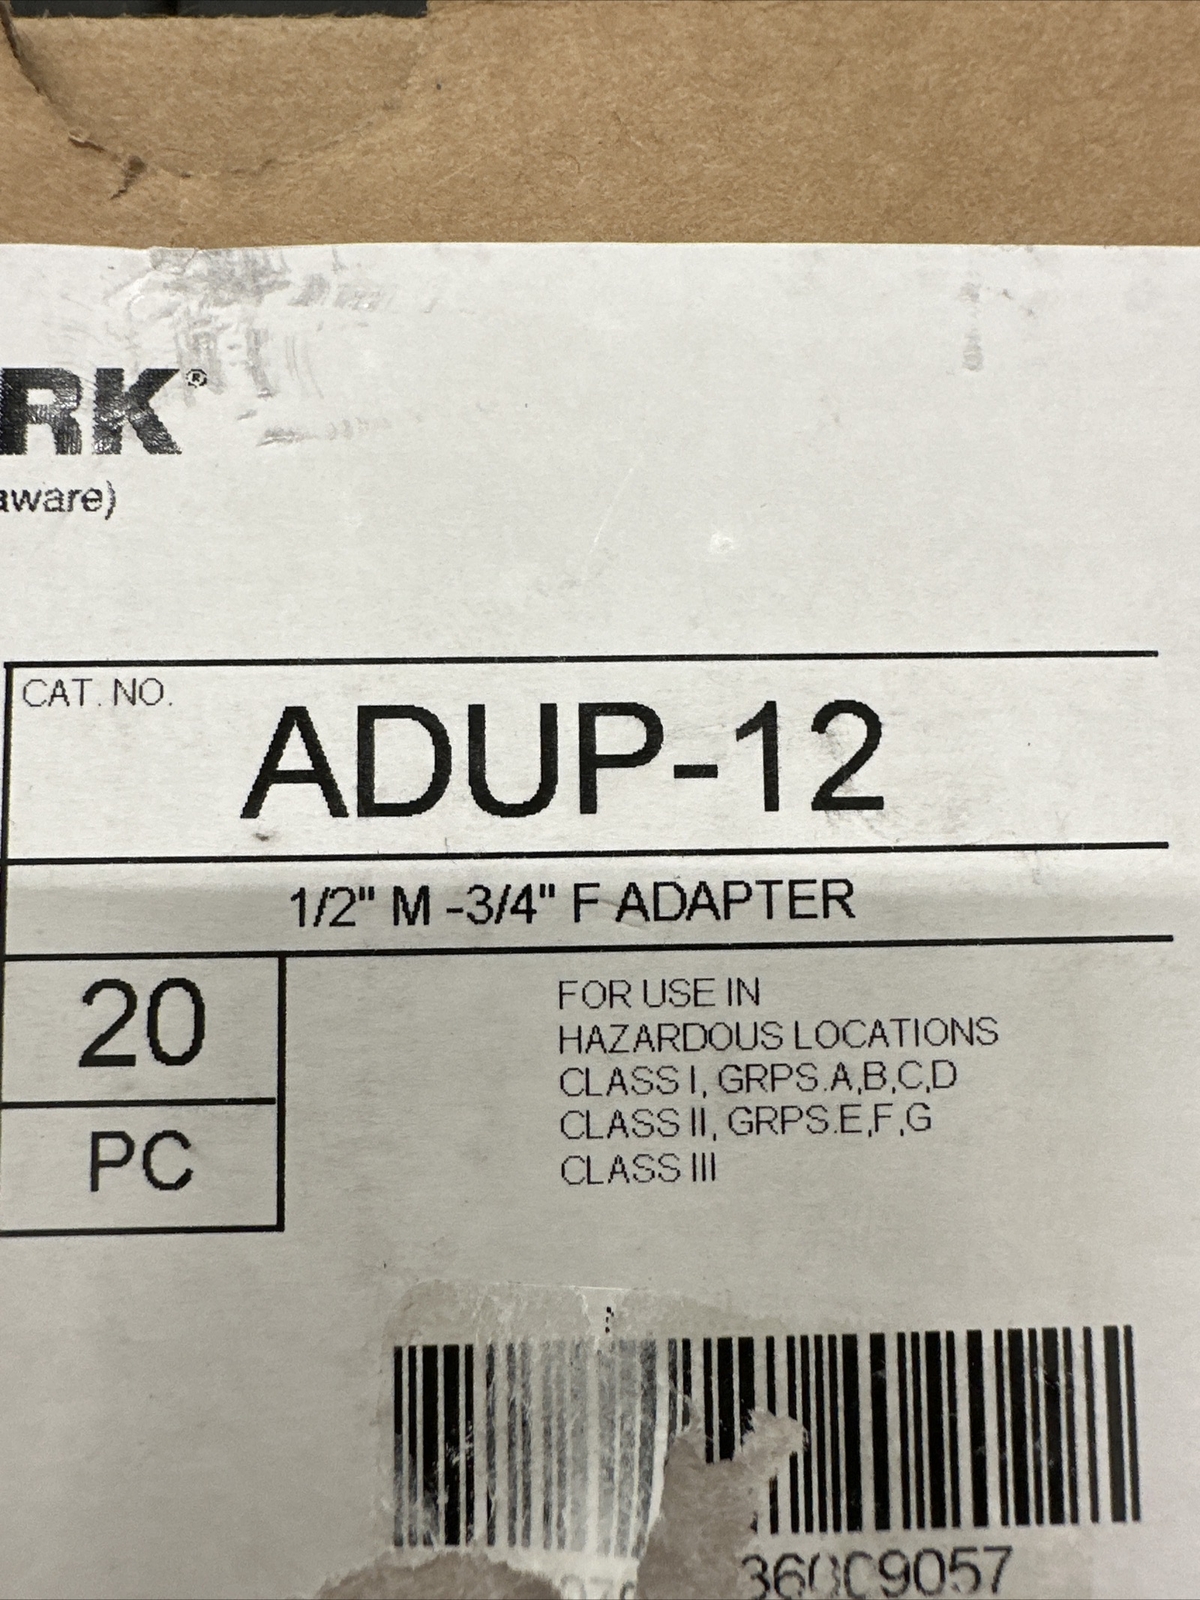 RK®
aware)
CAT. NO.
ADUP-12
1/2" M -3/4" F ADAPTER
20
PC
FOR USE IN
HAZARDOUS LOCATIONS
CLASS I, GRPS.A,B,C,D
CLASS II, GRPS.E,F,G
CLASS III